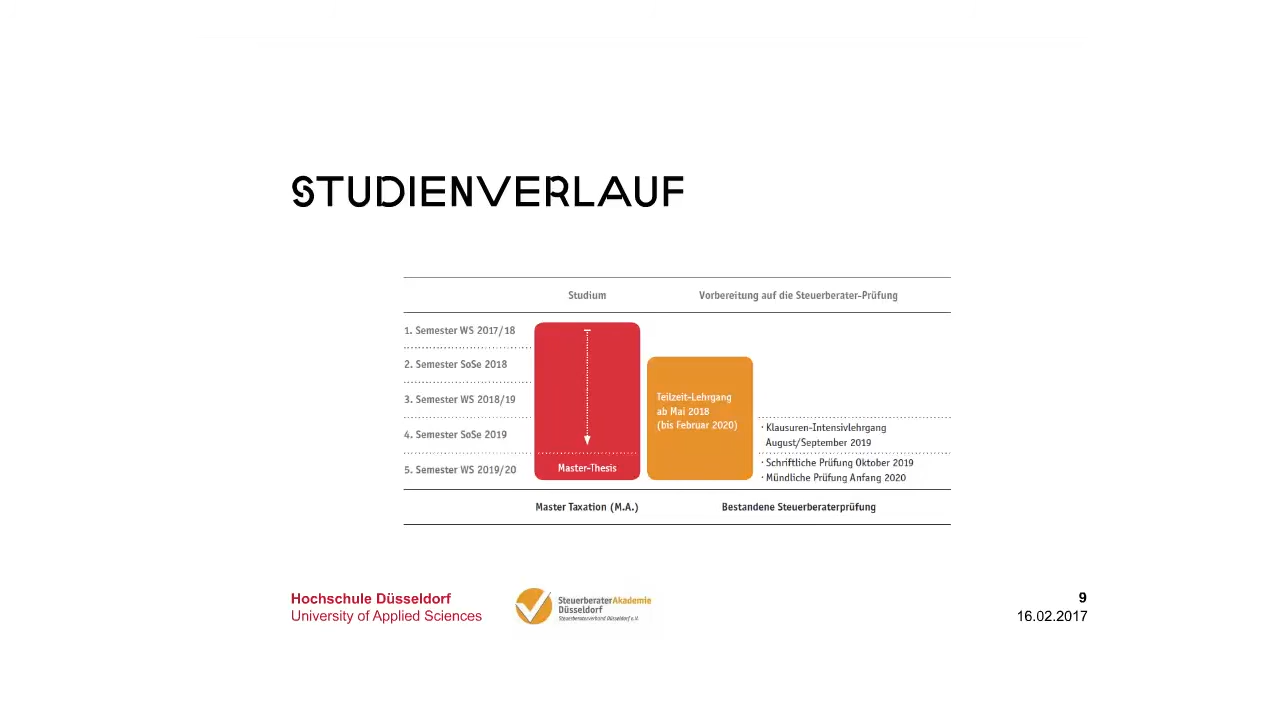 STUDIENVERLAUF
Studium
Vorbereitung auf die Steuerberater-Prüfung
1. Semester WS 2017/18
2. Semester SoSe 2018
3. Semester WS 2018/19
4. Semester SoSe 2019
5. Semester WS 2019/20
Master-Thesis
Teilzeit-Lehrgang
ab Mai 2018
(bis Februar 2020)
· Klausuren-Intensivlehrgang
August/September 2019
· Schriftliche Prüfung Oktober 2019
· Mündliche Prüfung Anfang 2020
Master Taxation (M.A.)
Bestandene Steuerberaterprüfung
Hochschule Düsseldorf
University of Applied Sciences
SteuerberaterAkademie
Düsseldorf
Steuerberaterverband Düsseldorf e.V.
9
16.02.2017